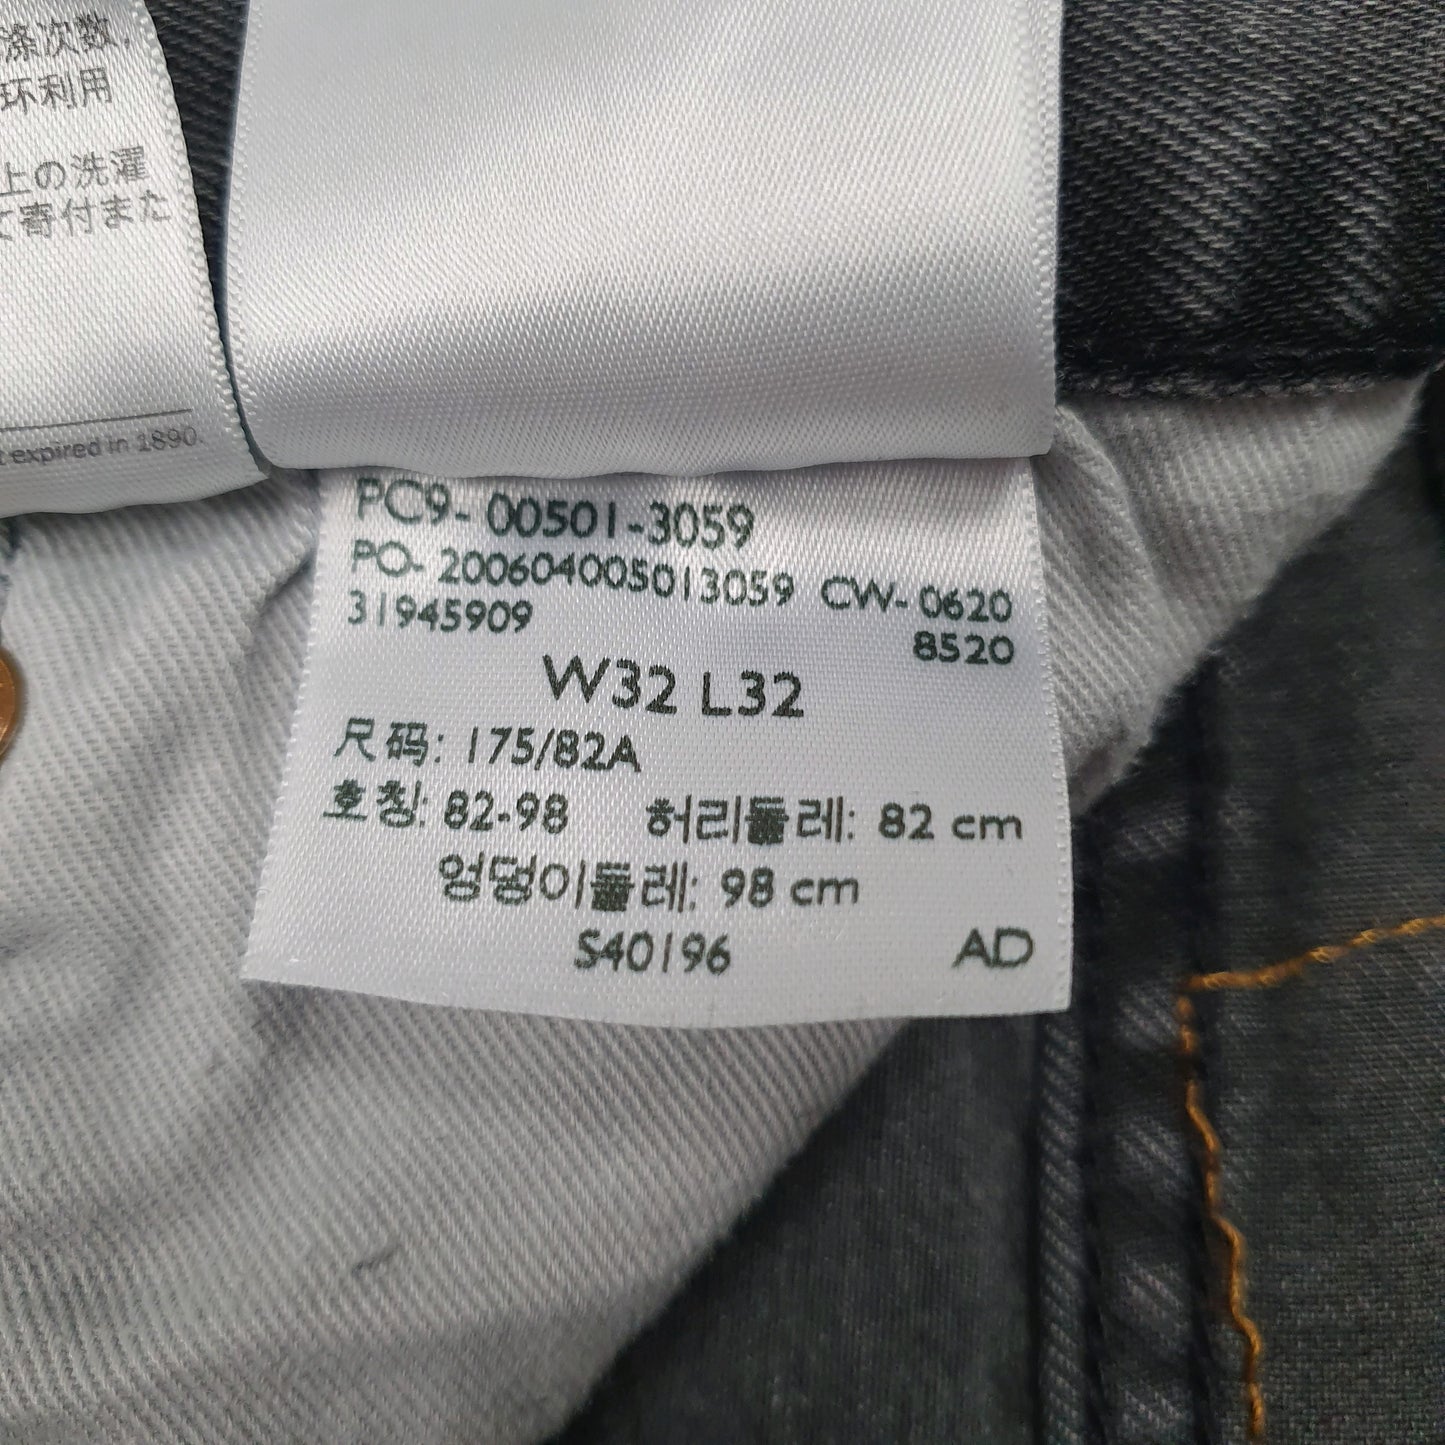 涤次数,
环利用
上の洗濯
て寄付また
expired in 1890.
PC9- 00501-3059
PO- 200604005013059 CW- 0620
31945909
8520
W32 L32
尺码: 175/82A
호칭: 82-98 허리둘레: 82 cm
엉덩이둘레: 98 cm
S40196 AD